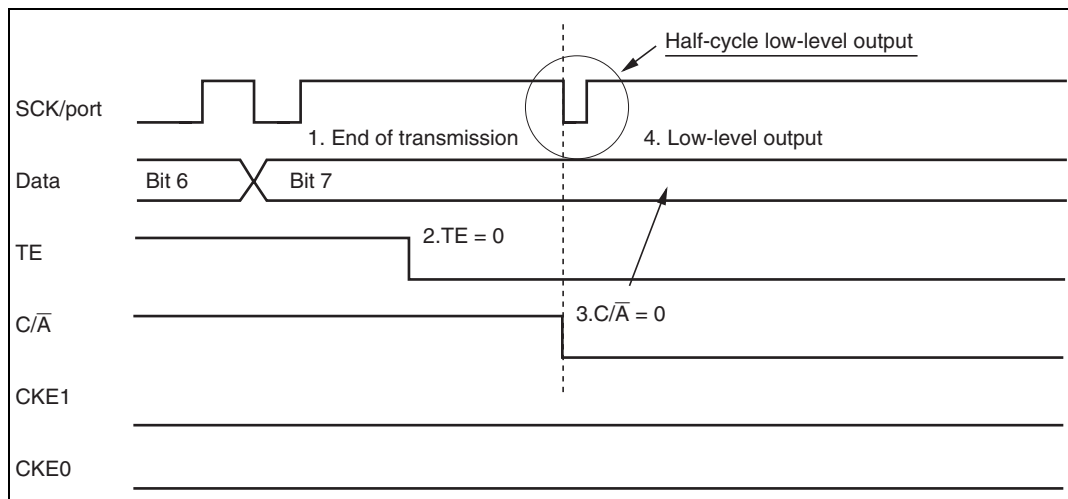 Half-cycle low-level output
SCK/port
1. End of transmission
4. Low-level output
Data
Bit 6
Bit 7
TE
2.TE = 0
C/A̅
3.C/A̅ = 0
CKE1
CKE0